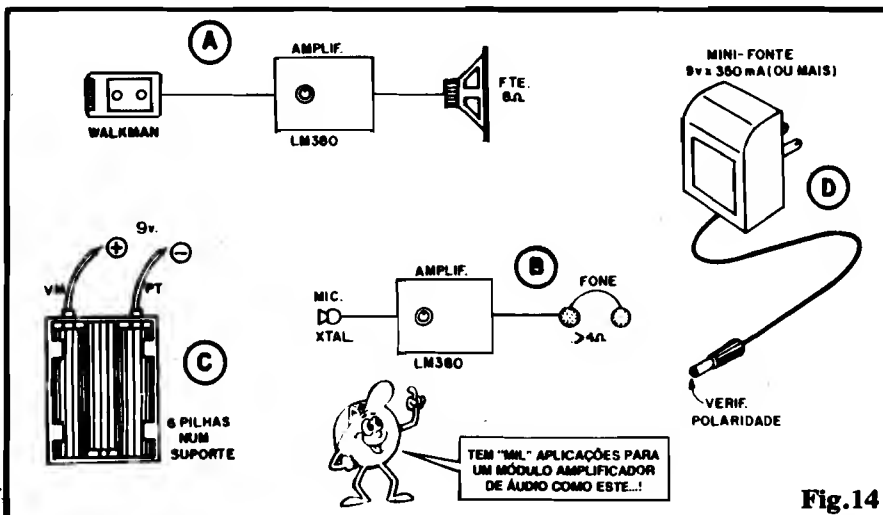 A
WALKMAN
AMPLIF.
LM380
FTE.
8Ω
MINI-FONTE
9v x 350 mA (OU MAIS)
D
VERIF.
POLARIDADE
9v.
+
−
VM
PT
C
6 PILHAS
NUM
SUPORTE
B
MIC.
XTAL.
AMPLIF.
LM380
FONE
>4Ω
TEM "MIL" APLICAÇÕES PARA
UM MÓDULO AMPLIFICADOR
DE ÁUDIO COMO ESTE...!
Fig.14